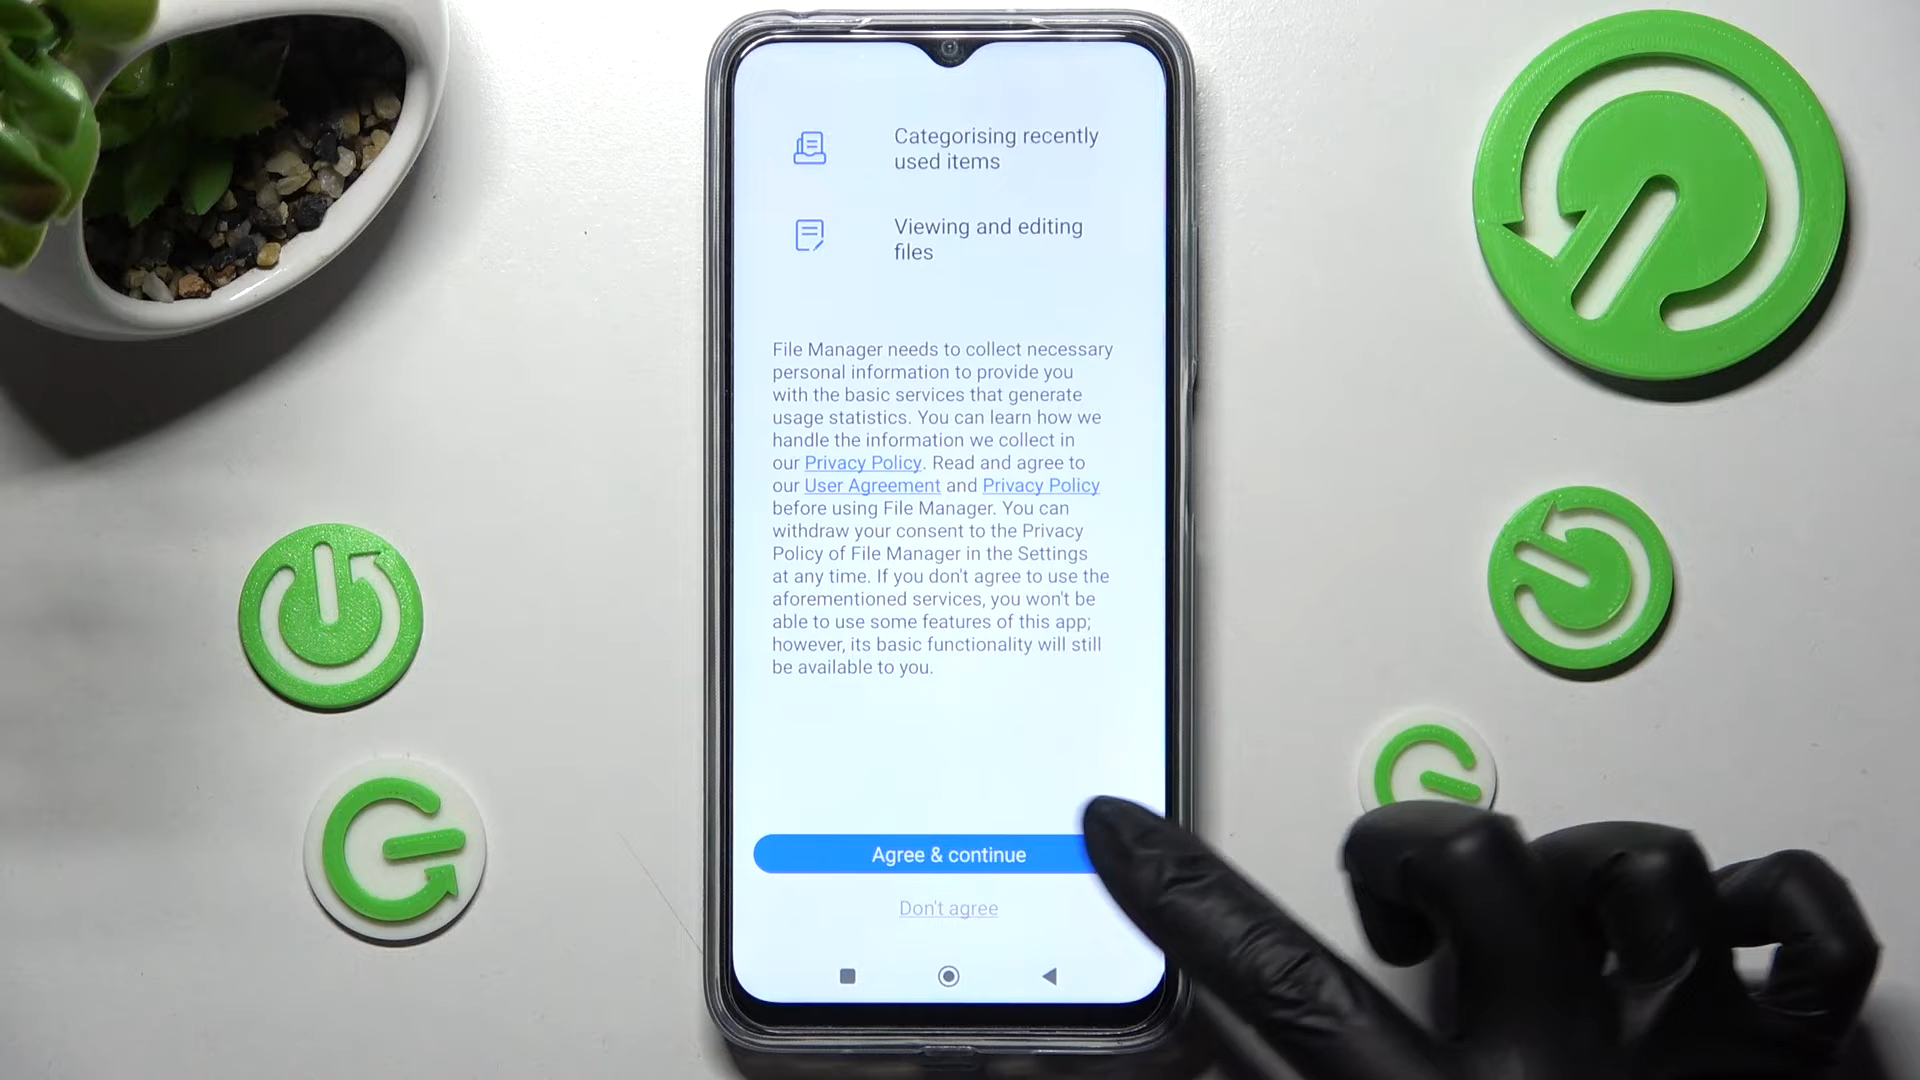 Categorising recently
used items
Viewing and editing
files
File Manager needs to collect necessary
personal information to provide you
with the basic services that generate
usage statistics. You can learn how we
handle the information we collect in
our Privacy Policy. Read and agree to
our User Agreement and Privacy Policy
before using File Manager. You can
withdraw your consent to the Privacy
Policy of File Manager in the Settings
at any time. If you don't agree to use the
aforementioned services, you won't be
able to use some features of this app;
however, its basic functionality will still
be available to you.
Agree & continue
Don't agree